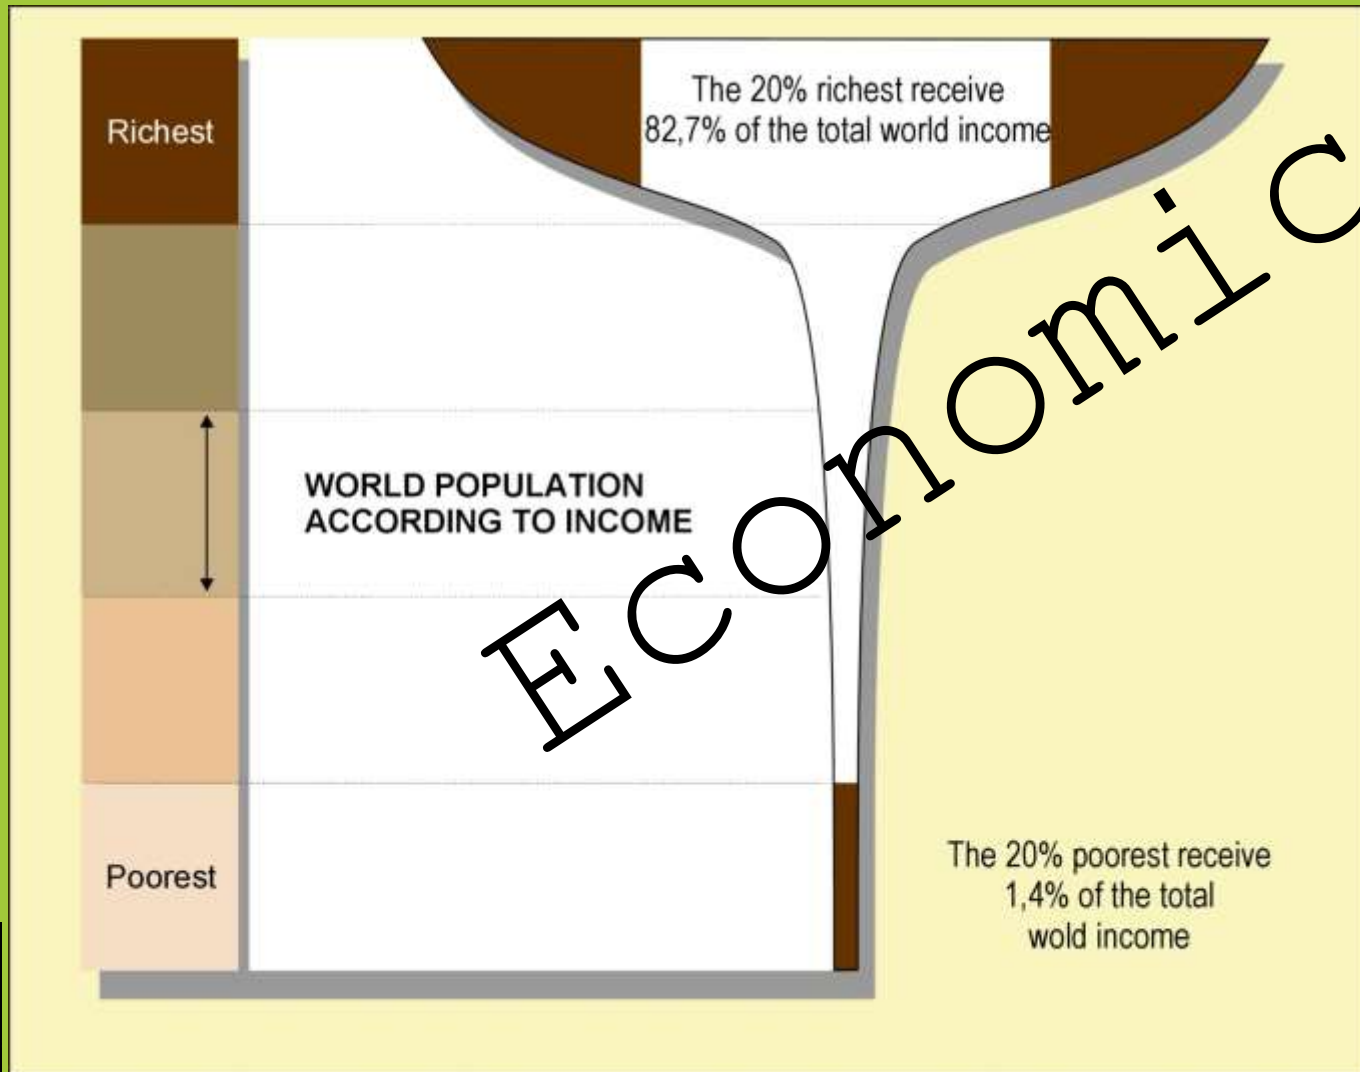 Richest
The 20% richest receive
82,7% of the total world income
WORLD POPULATION
ACCORDING TO INCOME
Economic
Poorest
The 20% poorest receive
1,4% of the total
wold income